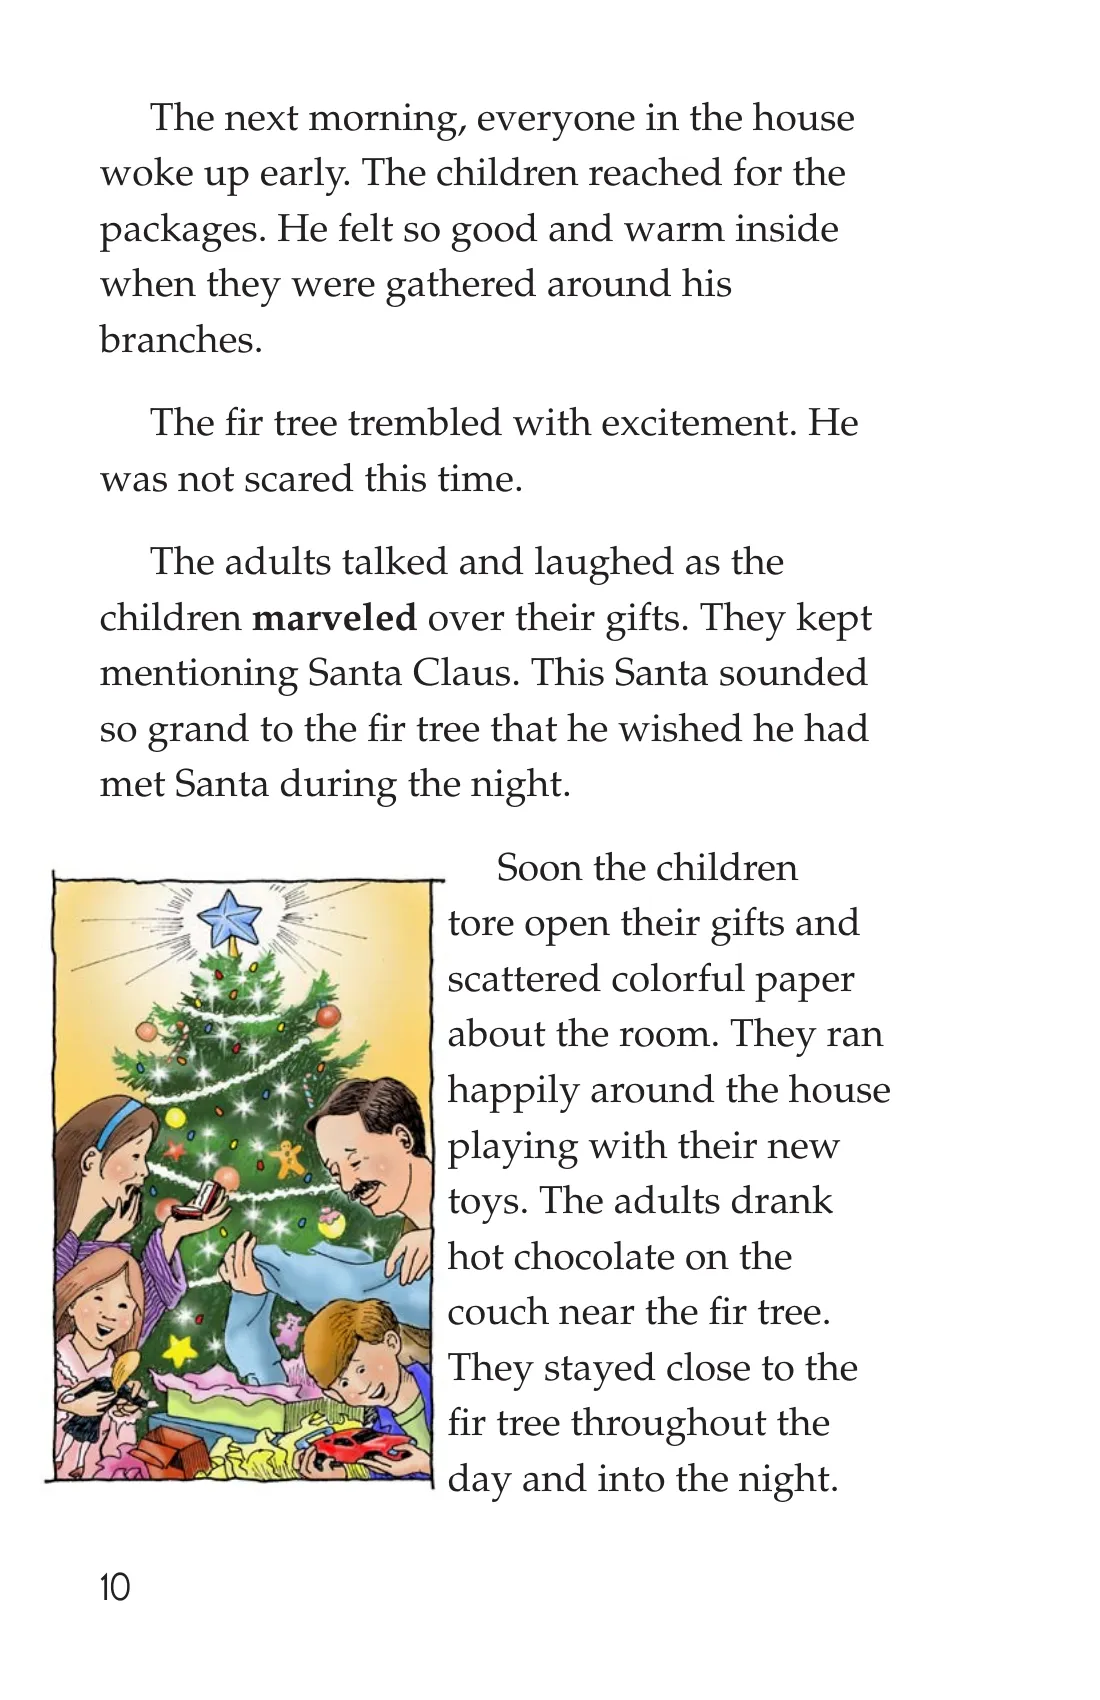 The next morning, everyone in the house
woke up early. The children reached for the
packages. He felt so good and warm inside
when they were gathered around his
branches.
The fir tree trembled with excitement. He
was not scared this time.
The adults talked and laughed as the
children marveled over their gifts. They kept
mentioning Santa Claus. This Santa sounded
so grand to the fir tree that he wished he had
met Santa during the night.
Soon the children
tore open their gifts and
scattered colorful paper
about the room. They ran
happily around the house
playing with their new
toys. The adults drank
hot chocolate on the
couch near the fir tree.
They stayed close to the
fir tree throughout the
day and into the night.
10